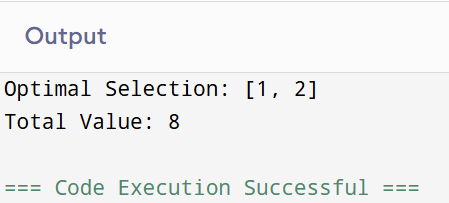 Output
Optimal Selection: [1, 2]
Total Value: 8
=== Code Execution Successful ===